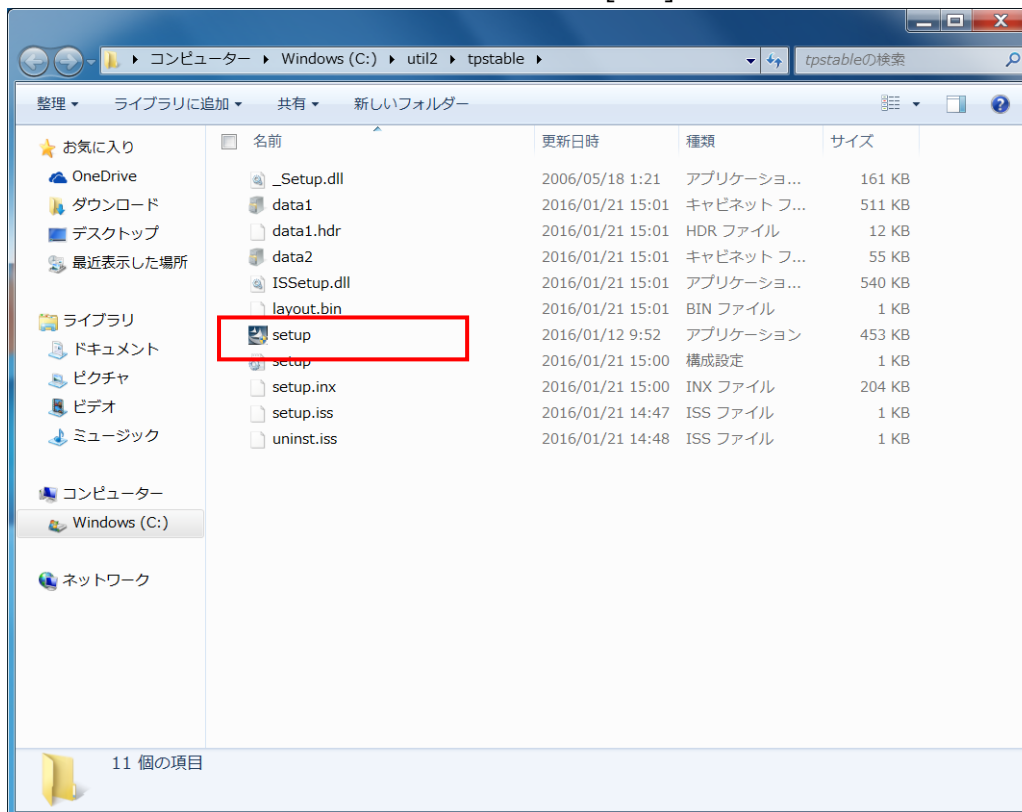 コンピューター ▸ Windows (C:) ▸ util2 ▸ tpstable ▸ tpstableの検索
整理 ライブラリに追加 共有 新しいフォルダー
お気に入り
OneDrive
ダウンロード
デスクトップ
最近表示した場所
ライブラリ
ドキュメント
ピクチャ
ビデオ
ミュージック
コンピューター
Windows (C:)
ネットワーク
名前 更新日時 種類 サイズ
_Setup.dll 2006/05/18 1:21 アプリケーショ... 161 KB
data1 2016/01/21 15:01 キャビネット フ... 511 KB
data1.hdr 2016/01/21 15:01 HDR ファイル 12 KB
data2 2016/01/21 15:01 キャビネット フ... 55 KB
ISSetup.dll 2016/01/21 15:01 アプリケーショ... 540 KB
layout.bin 2016/01/21 15:01 BIN ファイル 1 KB
setup 2016/01/12 9:52 アプリケーション 453 KB
setup 2016/01/21 15:00 構成設定 1 KB
setup.inx 2016/01/21 15:00 INX ファイル 204 KB
setup.iss 2016/01/21 14:47 ISS ファイル 1 KB
uninst.iss 2016/01/21 14:48 ISS ファイル 1 KB
11 個の項目